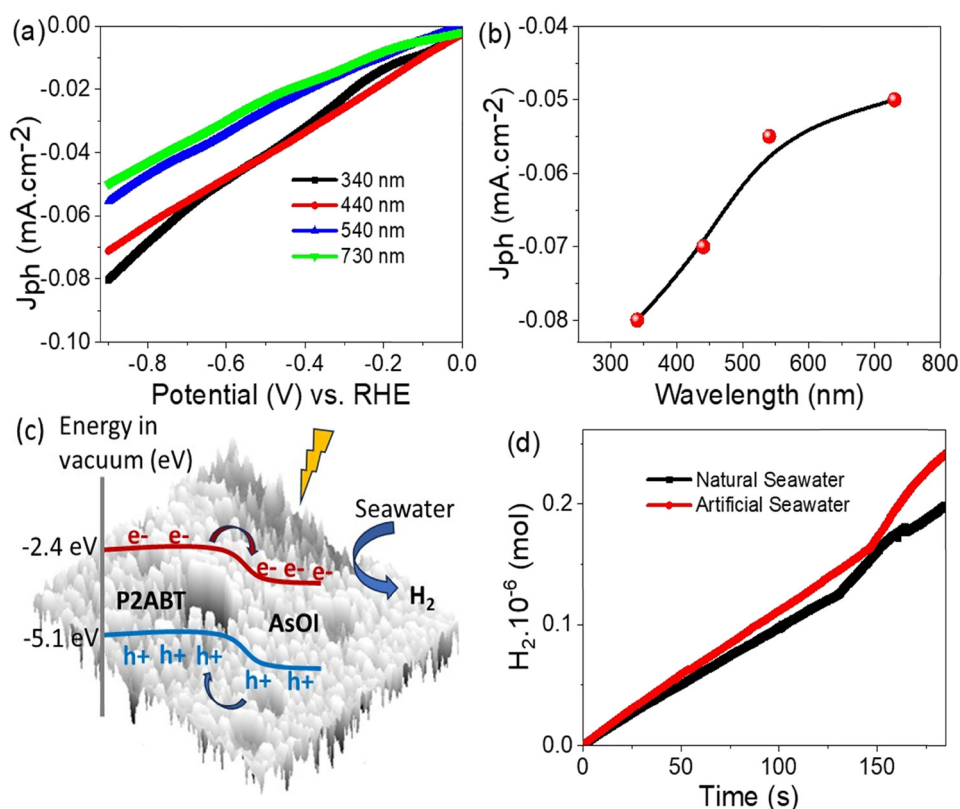 (a)
0.00
-0.02
-0.04
-0.06
-0.08
-0.10
Jph (mA.cm-2)
340 nm
440 nm
540 nm
730 nm
-0.8
-0.6
-0.4
-0.2
0.0
Potential (V) vs. RHE
(b)
-0.04
-0.05
-0.06
-0.07
-0.08
Jph (mA.cm-2)
300
400
500
600
700
800
Wavelength (nm)
(c)
Energy in
vacuum (eV)
-2.4 eV
e- e-
e- e- e-
Seawater
H2
P2ABT
AsOI
-5.1eV
h+ h+ h+
h+ h+
(d)
Natural Seawater
Artificial Seawater
0.2
0.1
0.0
H2.10-6 (mol)
0
50
100
150
Time (s)